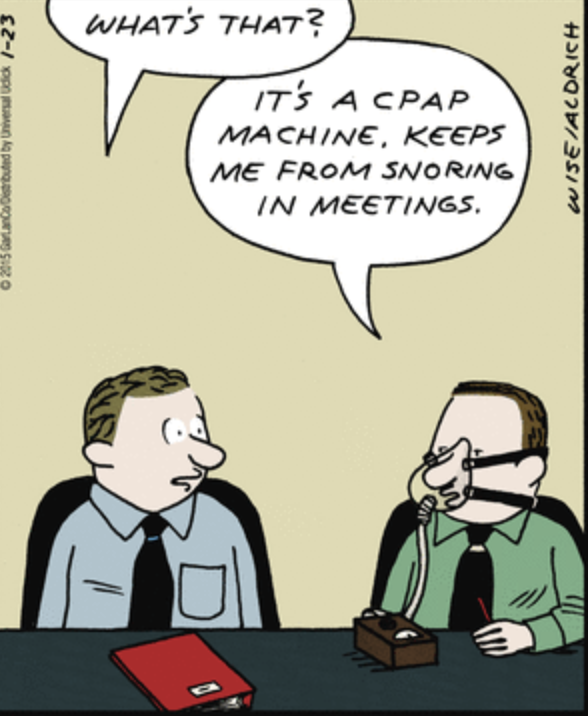 WHAT'S THAT?
IT'S A CPAP
MACHINE. KEEPS
ME FROM SNORING
IN MEETINGS.
1-23
© 2015 GarLanCo/Distributed by Universal Uclick
WISE/ALDRICH